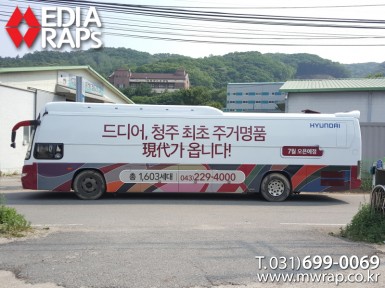 EDIA
RAPS
드디어, 청주 최초 주거명품
現代가 옵니다!
HYUNDAI
7월 오픈예정
총 1,603세대 (043)229-4000
T.031)699-0069
www.mwrap.co.kr